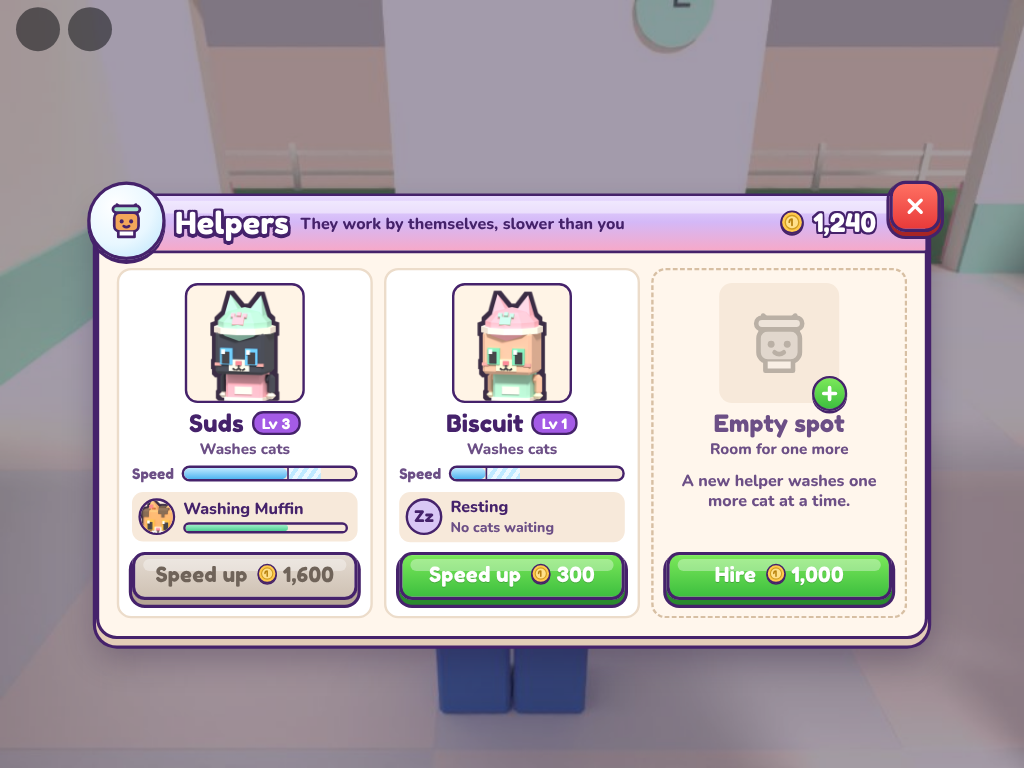 Helpers
They work by themselves, slower than you
1,240
Suds Lv 3
Washes cats
Speed
Washing Muffin
Speed up 1,600
Biscuit Lv 1
Washes cats
Speed
Zz
Resting
No cats waiting
Speed up 300
Empty spot
Room for one more
A new helper washes one
more cat at a time.
Hire 1,000